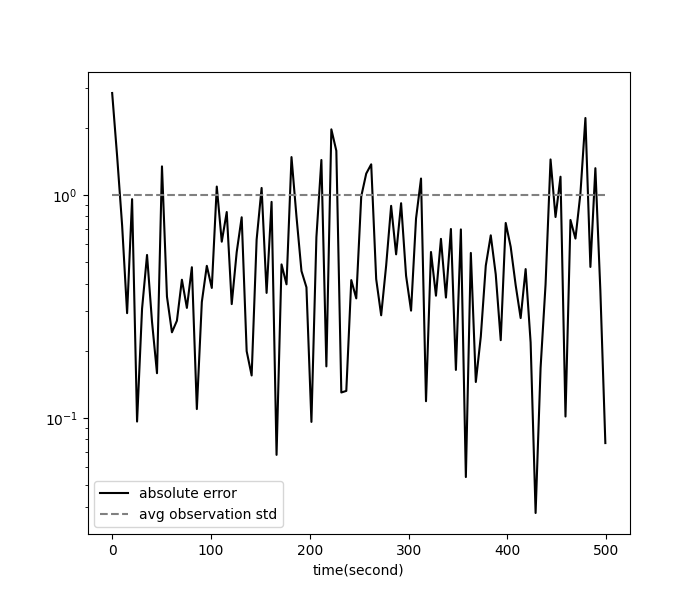 10⁰
10⁻¹
absolute error
avg observation std
0 100 200 300 400 500
time(second)